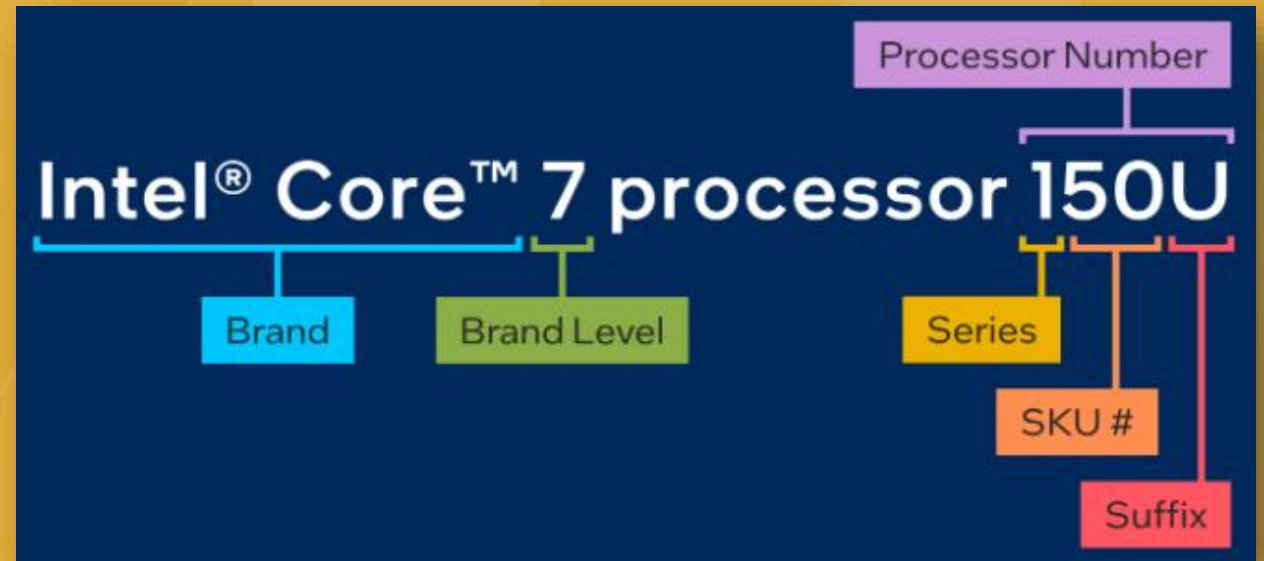 Processor Number
Intel® Core™ 7 processor 150U
Brand
Brand Level
Series
SKU #
Suffix